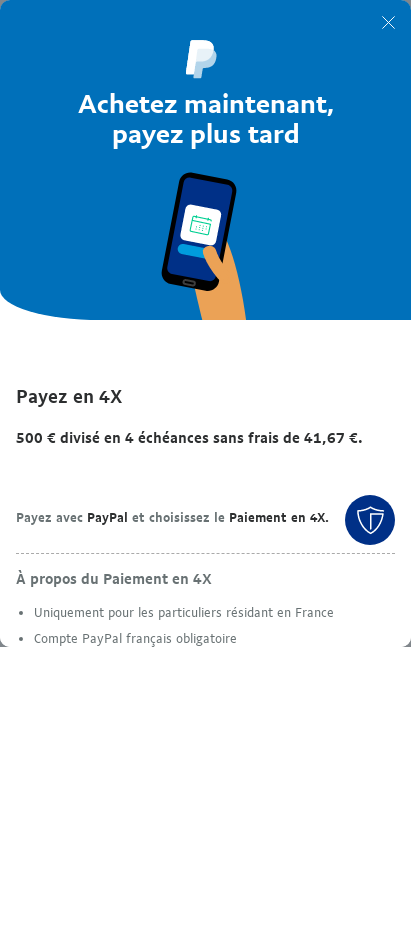 Achetez maintenant,
payez plus tard
Payez en 4X
500 € divisé en 4 échéances sans frais de 41,67 €.
Payez avec PayPal et choisissez le Paiement en 4X.
À propos du Paiement en 4X
• Uniquement pour les particuliers résidant en France
• Compte PayPal français obligatoire